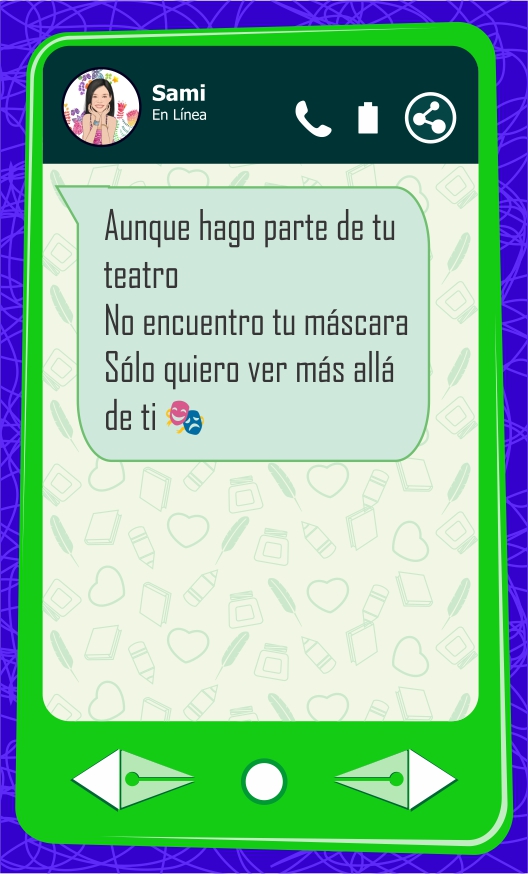 Sami
En Línea
Aunque hago parte de tu
teatro
No encuentro tu máscara
Sólo quiero ver más allá
de ti 🎭